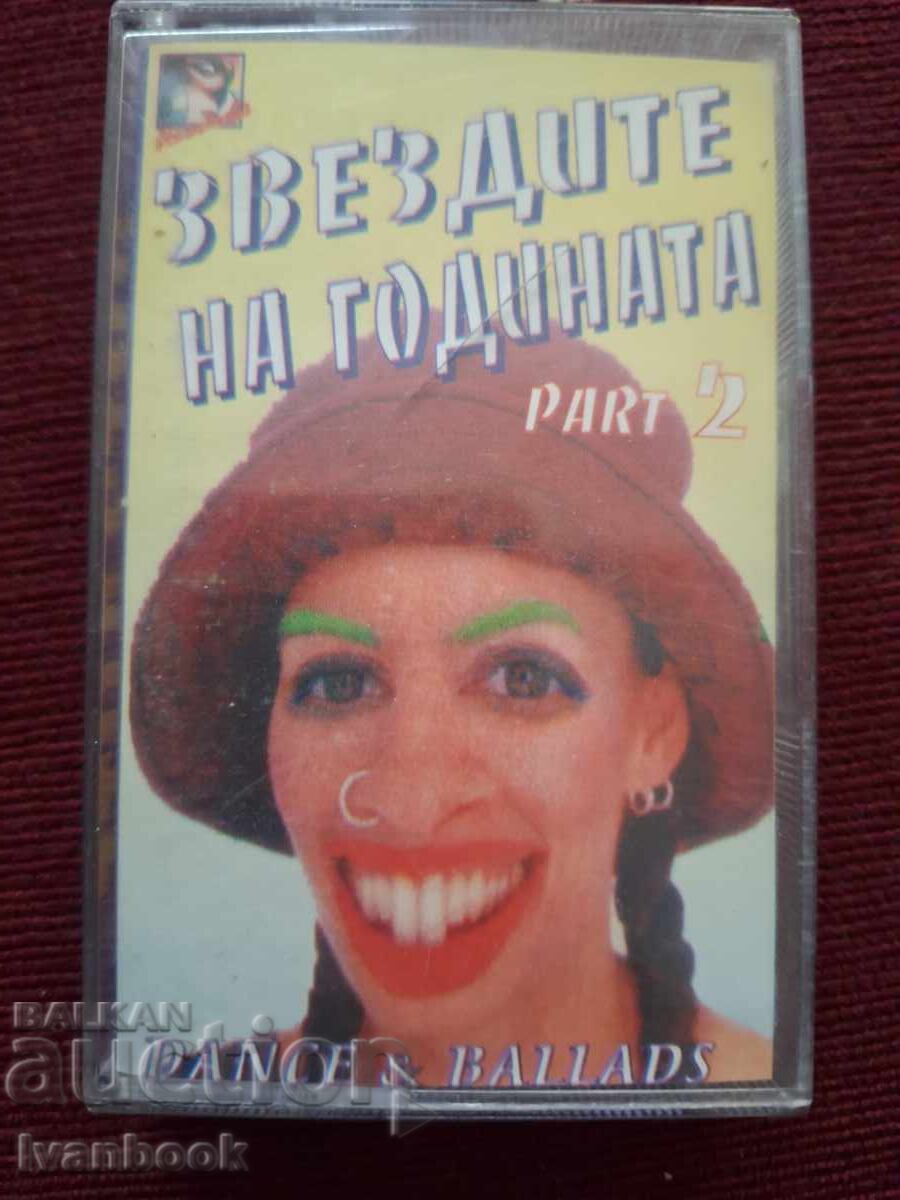 ЗВЕЗДИТЕ
НА ГОДИНАТА
PART 2
DANCE & BALLADS
BALKAN
auction
Ivanbook